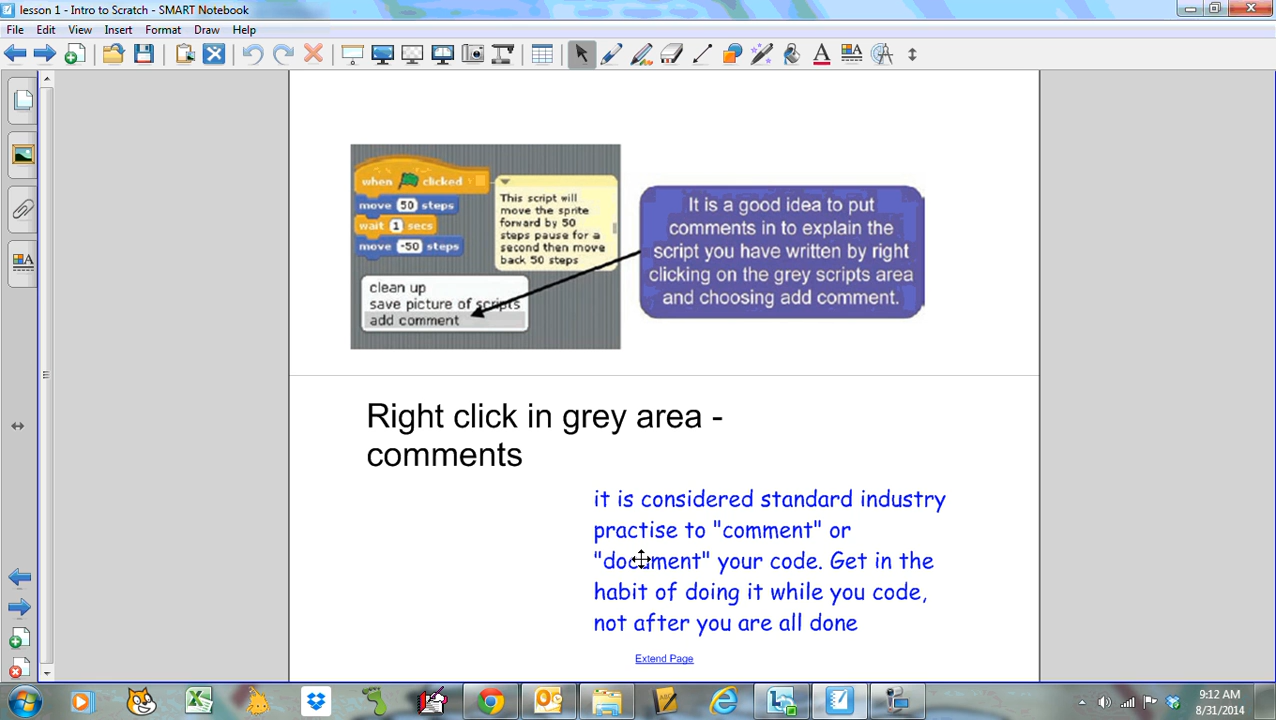 lesson 1 - Intro to Scratch - SMART Notebook
File Edit View Insert Format Draw Help
when clicked
move 50 steps
wait 1 secs
move -50 steps
This script will
move the sprite
forward by 50
steps pause for a
second then move
back 50 steps
clean up
save picture of scripts
add comment
It is a good idea to put
comments in to explain the
script you have written by right
clicking on the grey scripts area
and choosing add comment.
Right click in grey area -
comments
it is considered standard industry
practise to "comment" or
"document" your code. Get in the
habit of doing it while you code,
not after you are all done
Extend Page
9:12 AM
8/31/2014